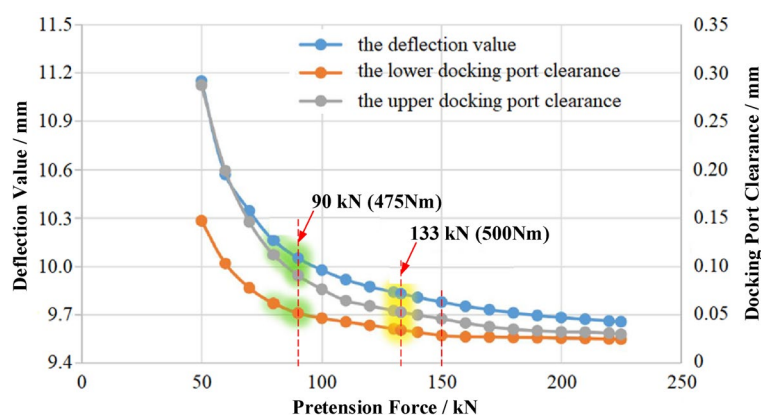 11.5
11.2
10.9
10.6
10.3
10.0
9.7
9.4
Deflection Value / mm
the deflection value
the lower docking port clearance
the upper docking port clearance
90 kN (475Nm)
133 kN (500Nm)
0.35
0.30
0.25
0.20
0.15
0.10
0.05
0
Docking Port Clearance / mm
0 50 100 150 200 250
Pretension Force / kN